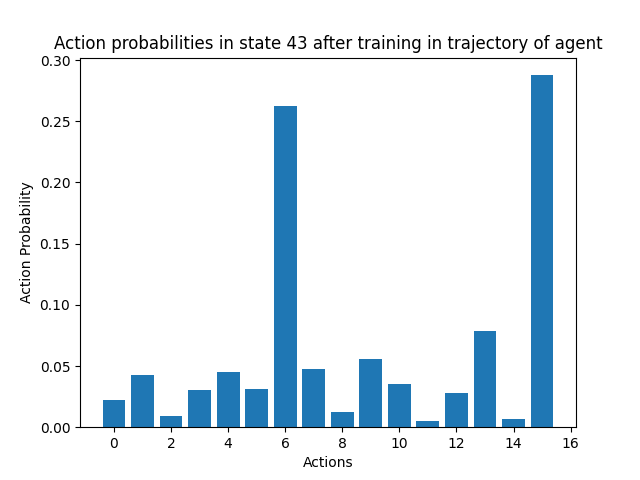 Action probabilities in state 43 after training in trajectory of agent
0.30
0.25
0.20
0.15
0.10
0.05
0.00
Action Probability
0 2 4 6 8 10 12 14 16
Actions